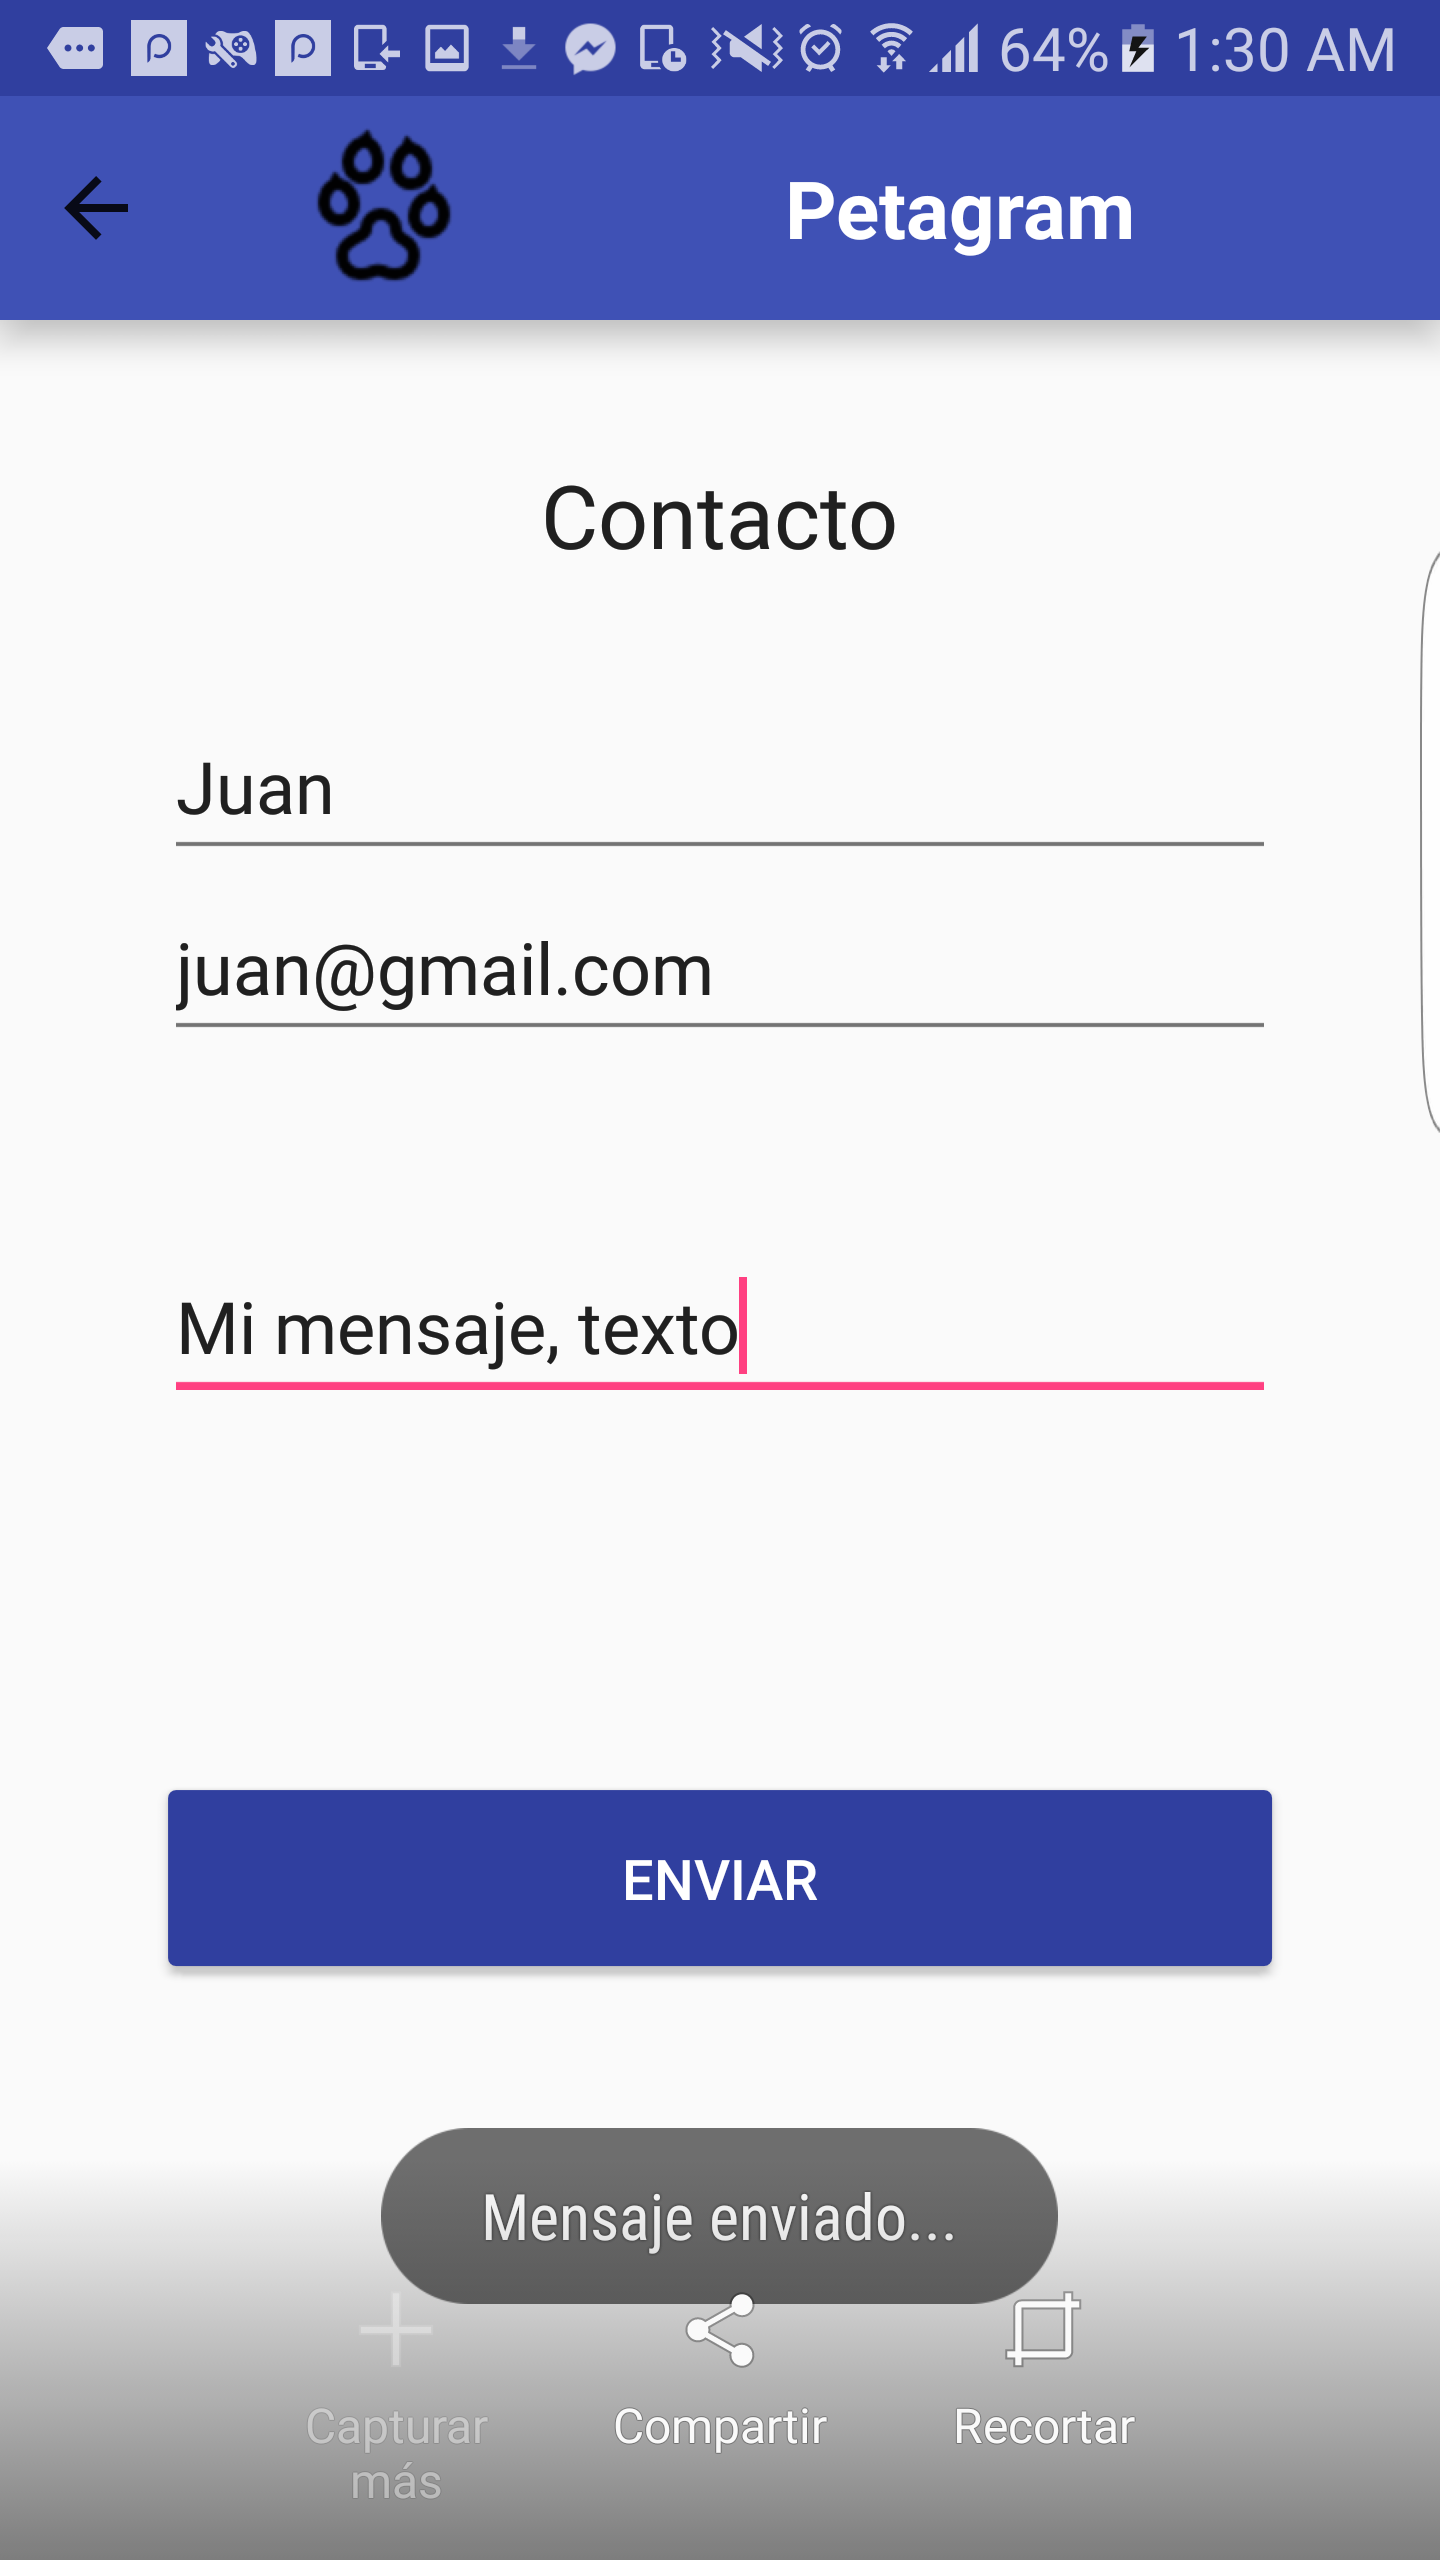 64% 1:30 AM
Petagram
Contacto
Juan
juan@gmail.com
Mi mensaje, texto
ENVIAR
Mensaje enviado...
Capturar más
Compartir
Recortar